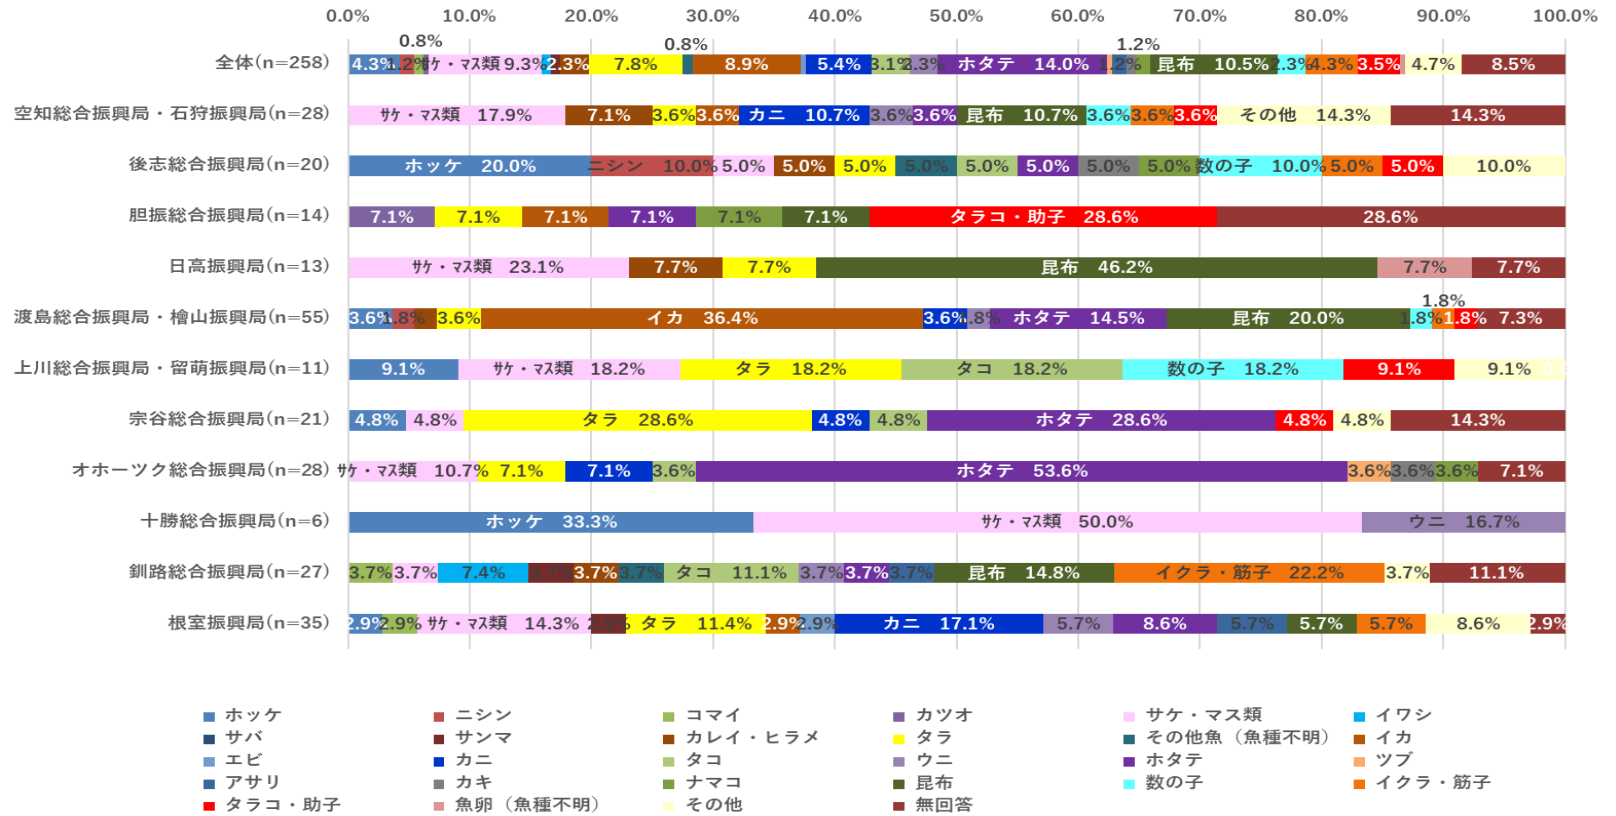 0.0% 10.0% 20.0% 30.0% 40.0% 50.0% 60.0% 70.0% 80.0% 90.0% 100.0%
0.8% 0.8% 1.2%
全体(n=258) 4.3% 1.2% ｻｹ・ﾏｽ類 9.3% 2.3% 7.8% 8.9% 5.4% 3.1% 2.3% ホタテ 14.0% 1.2% 昆布 10.5% 2.3% 4.3% 3.5% 4.7% 8.5%
空知総合振興局・石狩振興局(n=28) ｻｹ・ﾏｽ類 17.9% 7.1% 3.6% 3.6% カニ 10.7% 3.6% 3.6% 昆布 10.7% 3.6% 3.6% 3.6% その他 14.3% 14.3%
後志総合振興局(n=20) ホッケ 20.0% ニシン 10.0% 5.0% 5.0% 5.0% 5.0% 5.0% 5.0% 5.0% 5.0% 数の子 10.0% 5.0% 5.0% 10.0%
胆振総合振興局(n=14) 7.1% 7.1% 7.1% 7.1% 7.1% 7.1% タラコ・助子 28.6% 28.6%
日高振興局(n=13) ｻｹ・ﾏｽ類 23.1% 7.7% 7.7% 昆布 46.2% 7.7% 7.7%
1.8%
渡島総合振興局・檜山振興局(n=55) 3.6% 1.8% 3.6% イカ 36.4% 3.6% 1.8% ホタテ 14.5% 昆布 20.0% 1.8% 1.8% 7.3%
上川総合振興局・留萌振興局(n=11) 9.1% ｻｹ・ﾏｽ類 18.2% タラ 18.2% タコ 18.2% 数の子 18.2% 9.1% 9.1%
宗谷総合振興局(n=21) 4.8% 4.8% タラ 28.6% 4.8% 4.8% ホタテ 28.6% 4.8% 4.8% 14.3%
オホーツク総合振興局(n=28) ｻｹ・ﾏｽ類 10.7% 7.1% 7.1% 3.6% ホタテ 53.6% 3.6% 3.6% 3.6% 7.1%
十勝総合振興局(n=6) ホッケ 33.3% ｻｹ・ﾏｽ類 50.0% ウニ 16.7%
釧路総合振興局(n=27) 3.7% 3.7% 7.4% 3.7% 3.7% 3.7% タコ 11.1% 3.7% 3.7% 3.7% 昆布 14.8% イクラ・筋子 22.2% 3.7% 11.1%
根室振興局(n=35) 2.9% 2.9% ｻｹ・ﾏｽ類 14.3% 2.9% タラ 11.4% 2.9% 2.9% カニ 17.1% 5.7% 8.6% 5.7% 5.7% 5.7% 8.6% 2.9%
ホッケ ニシン コマイ カツオ サケ・マス類 イワシ
サバ サンマ カレイ・ヒラメ タラ その他魚（魚種不明） イカ
エビ カニ タコ ウニ ホタテ ツブ
アサリ カキ ナマコ 昆布 数の子 イクラ・筋子
タラコ・助子 魚卵（魚種不明） その他 無回答